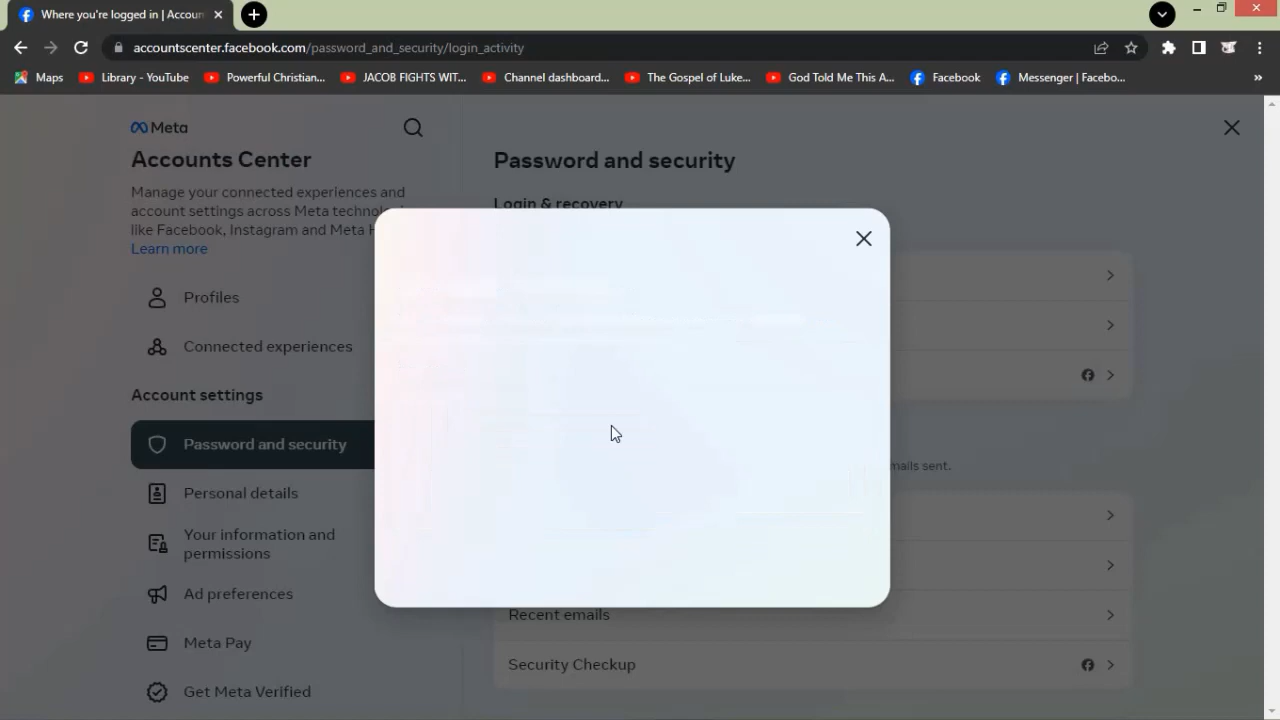 Where you're logged in | Accoun
accountscenter.facebook.com/password_and_security/login_activity
Maps
Library - YouTube
Powerful Christian...
JACOB FIGHTS WIT...
Channel dashboard...
The Gospel of Luke...
God Told Me This A...
Facebook
Messenger | Facebo...
Meta
Accounts Center
Manage your connected experiences and
account settings across Meta technolo
like Facebook, Instagram and Meta H
Learn more
Profiles
Connected experiences
Account settings
Password and security
Personal details
Your information and
permissions
Ad preferences
Meta Pay
Get Meta Verified
Password and security
Login & recovery
mails sent.
Recent emails
Security Checkup